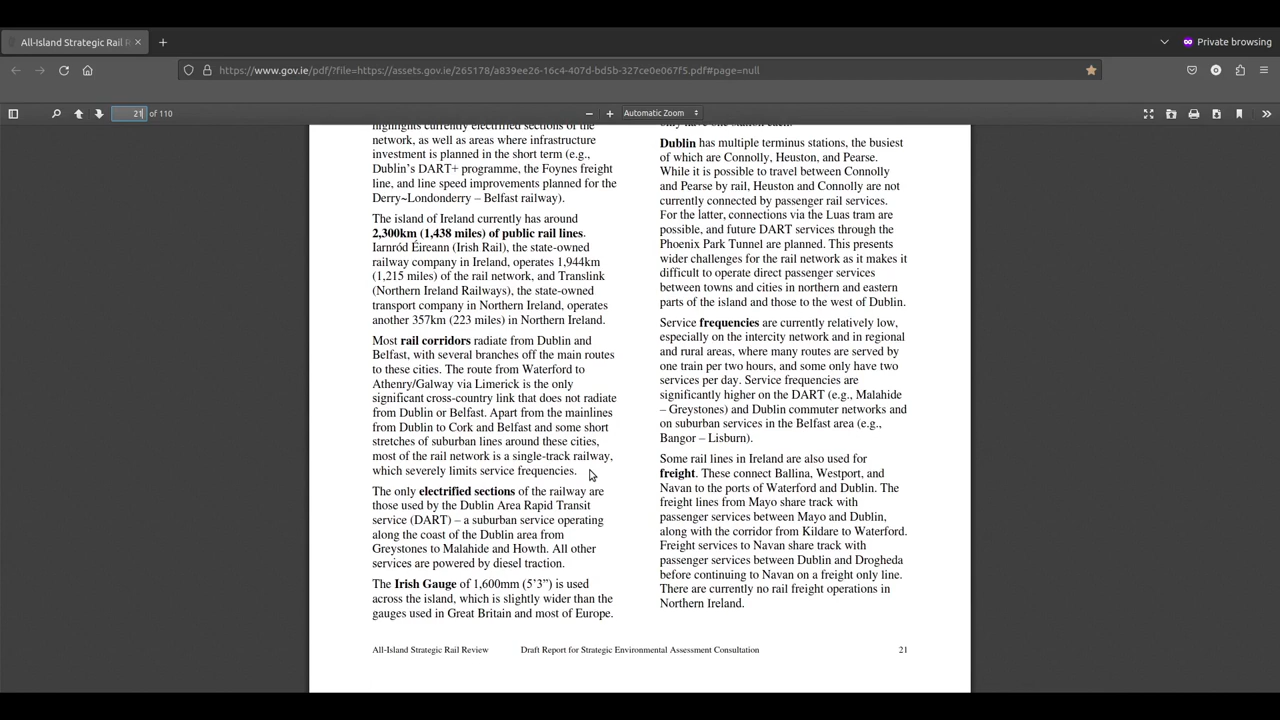 All-Island Strategic Rail R
Private browsing
https://www.gov.ie/pdf/?file=https://assets.gov.ie/265178/a839ee26-16c4-407d-bd5b-327ce0e067f5.pdf#page=null
21 of 110
Automatic Zoom
highlights currently electrified sections of the
network, as well as areas where infrastructure
investment is planned in the short term (e.g.,
Dublin's DART+ programme, the Foynes freight
line, and line speed improvements planned for the
Derry~Londonderry – Belfast railway).
The island of Ireland currently has around
2,300km (1,438 miles) of public rail lines.
Iarnród Éireann (Irish Rail), the state-owned
railway company in Ireland, operates 1,944km
(1,215 miles) of the rail network, and Translink
(Northern Ireland Railways), the state-owned
transport company in Northern Ireland, operates
another 357km (223 miles) in Northern Ireland.
Most rail corridors radiate from Dublin and
Belfast, with several branches off the main routes
to these cities. The route from Waterford to
Athenry/Galway via Limerick is the only
significant cross-country link that does not radiate
from Dublin or Belfast. Apart from the mainlines
from Dublin to Cork and Belfast and some short
stretches of suburban lines around these cities,
most of the rail network is a single-track railway,
which severely limits service frequencies.
The only electrified sections of the railway are
those used by the Dublin Area Rapid Transit
service (DART) – a suburban service operating
along the coast of the Dublin area from
Greystones to Malahide and Howth. All other
services are powered by diesel traction.
The Irish Gauge of 1,600mm (5'3") is used
across the island, which is slightly wider than the
gauges used in Great Britain and most of Europe.
only have one station each.
Dublin has multiple terminus stations, the busiest
of which are Connolly, Heuston, and Pearse.
While it is possible to travel between Connolly
and Pearse by rail, Heuston and Connolly are not
currently connected by passenger rail services.
For the latter, connections via the Luas tram are
possible, and future DART services through the
Phoenix Park Tunnel are planned. This presents
wider challenges for the rail network as it makes it
difficult to operate direct passenger services
between towns and cities in northern and eastern
parts of the island and those to the west of Dublin.
Service frequencies are currently relatively low,
especially on the intercity network and in regional
and rural areas, where many routes are served by
one train per two hours, and some only have two
services per day. Service frequencies are
significantly higher on the DART (e.g., Malahide
– Greystones) and Dublin commuter networks and
on suburban services in the Belfast area (e.g.,
Bangor – Lisburn).
Some rail lines in Ireland are also used for
freight. These connect Ballina, Westport, and
Navan to the ports of Waterford and Dublin. The
freight lines from Mayo share track with
passenger services between Mayo and Dublin,
along with the corridor from Kildare to Waterford.
Freight services to Navan share track with
passenger services between Dublin and Drogheda
before continuing to Navan on a freight only line.
There are currently no rail freight operations in
Northern Ireland.
All-Island Strategic Rail Review Draft Report for Strategic Environmental Assessment Consultation 21